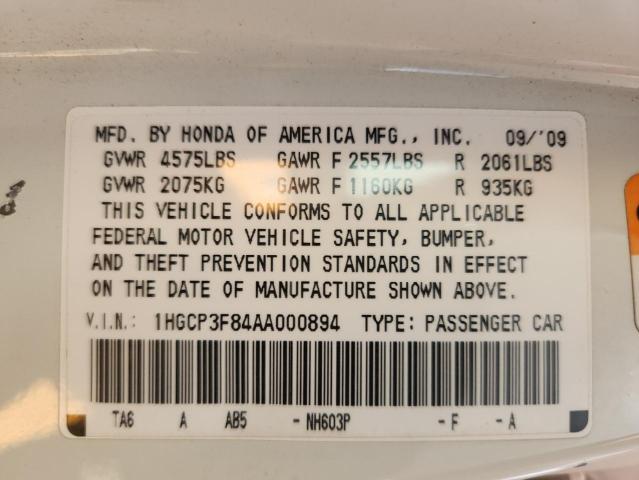 MFD. BY HONDA OF AMERICA MFG., INC. 09/'09
GVWR 4575LBS GAWR F 2557LBS R 2061LBS
GVWR 2075KG GAWR F 1160KG R 935KG
THIS VEHICLE CONFORMS TO ALL APPLICABLE
FEDERAL MOTOR VEHICLE SAFETY, BUMPER,
AND THEFT PREVENTION STANDARDS IN EFFECT
ON THE DATE OF MANUFACTURE SHOWN ABOVE.
V.I.N.: 1HGCP3F84AA000894 TYPE: PASSENGER CAR
TA6 A AB5 - NH603P - F - A